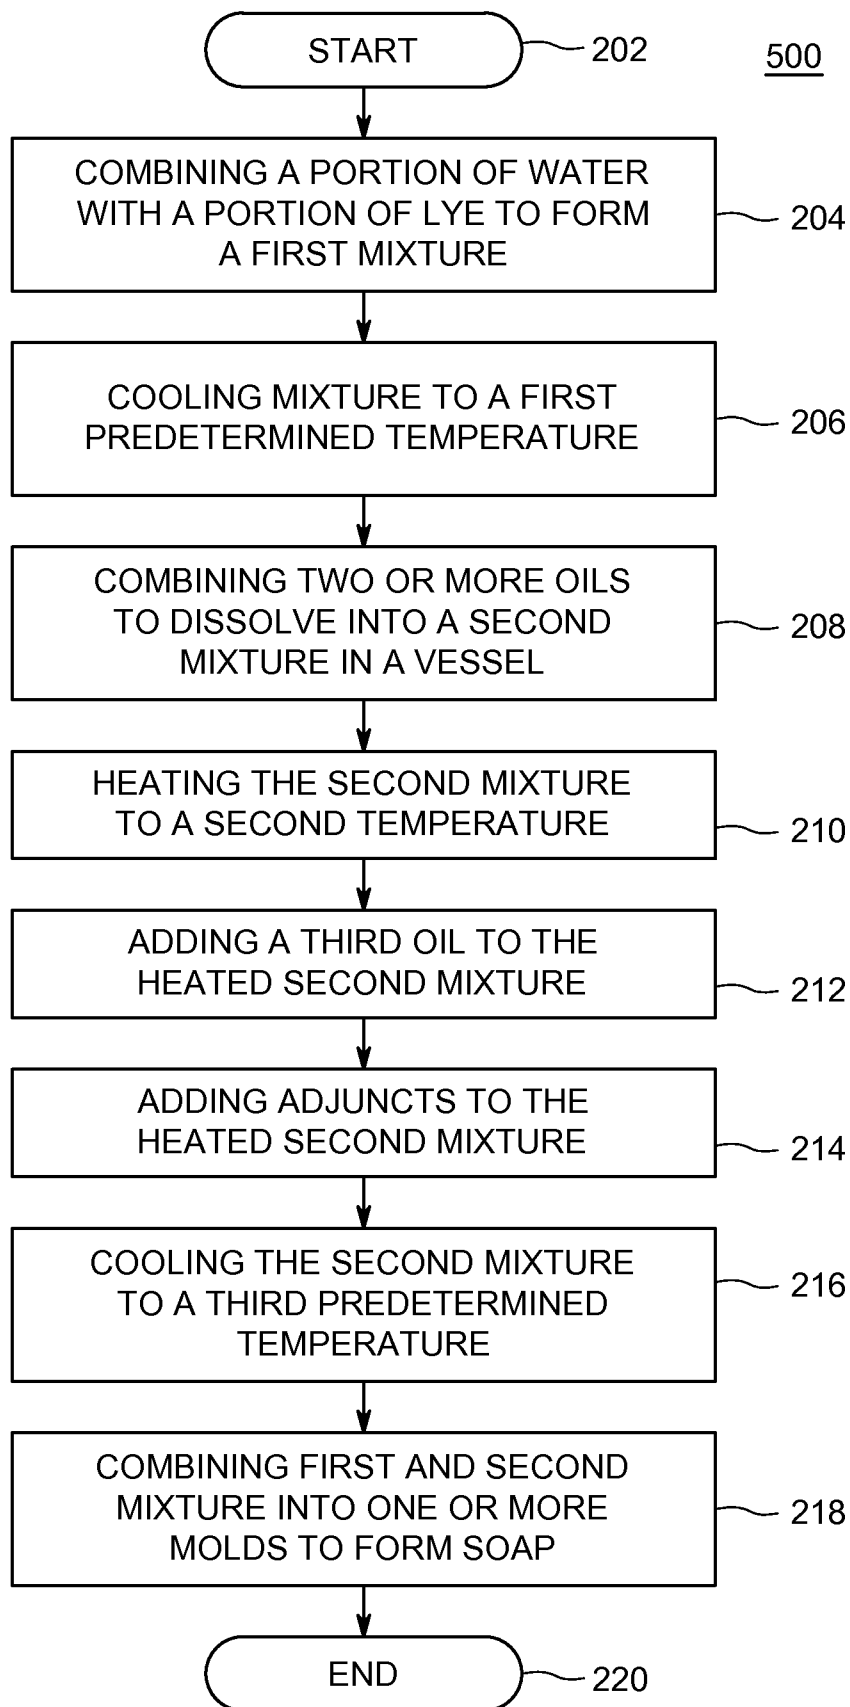 START
202
500
COMBINING A PORTION OF WATER
WITH A PORTION OF LYE TO FORM
A FIRST MIXTURE
204
COOLING MIXTURE TO A FIRST
PREDETERMINED TEMPERATURE
206
COMBINING TWO OR MORE OILS
TO DISSOLVE INTO A SECOND
MIXTURE IN A VESSEL
208
HEATING THE SECOND MIXTURE
TO A SECOND TEMPERATURE
210
ADDING A THIRD OIL TO THE
HEATED SECOND MIXTURE
212
ADDING ADJUNCTS TO THE
HEATED SECOND MIXTURE
214
COOLING THE SECOND MIXTURE
TO A THIRD PREDETERMINED
TEMPERATURE
216
COMBINING FIRST AND SECOND
MIXTURE INTO ONE OR MORE
MOLDS TO FORM SOAP
218
END
220